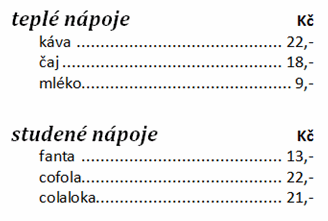 teplé nápoje Kč
káva ........................................... 22,-
čaj .............................................. 18,-
mléko............................................ 9,-
studené nápoje Kč
fanta .......................................... 13,-
cofola.......................................... 22,-
colaloka....................................... 21,-